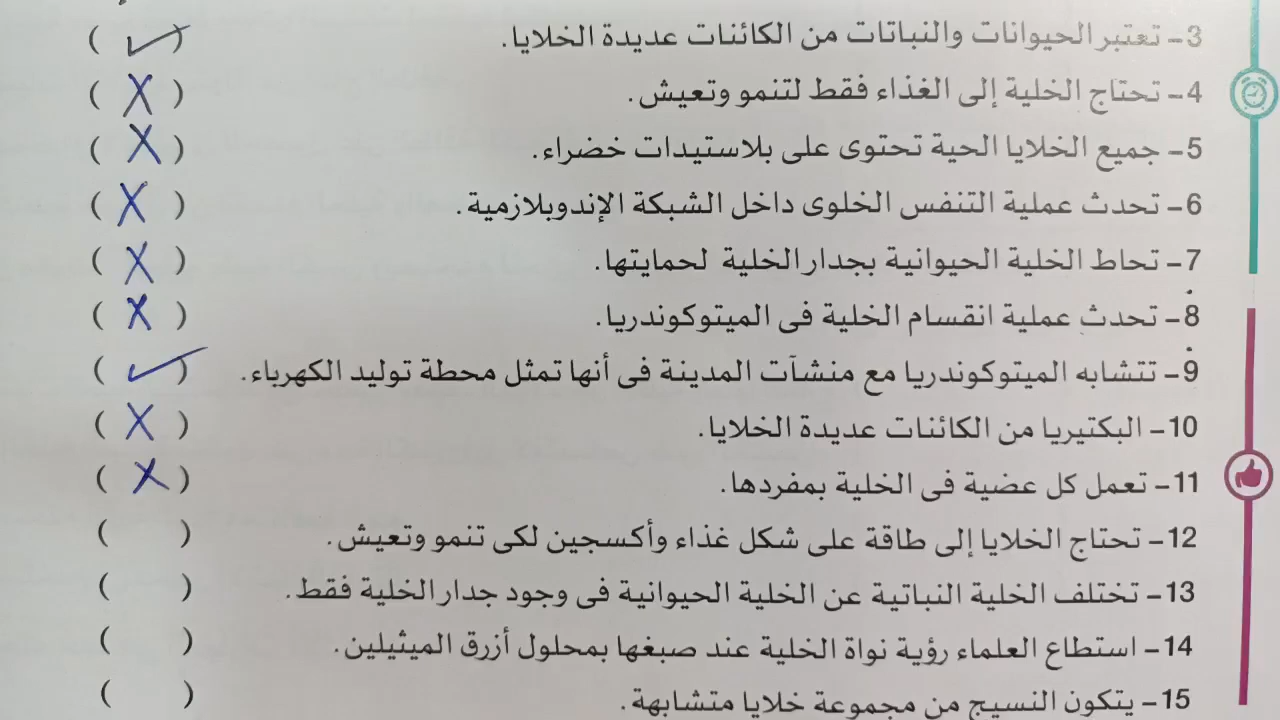 3- تعتبر الحيوانات والنباتات من الكائنات عديدة الخلايا. (✓)
4- تحتاج الخلية إلى الغذاء فقط لتنمو وتعيش. (X)
5- جميع الخلايا الحية تحتوى على بلاستيدات خضراء. (X)
6- تحدث عملية التنفس الخلوى داخل الشبكة الإندوبلازمية. (X)
7- تحاط الخلية الحيوانية بجدار الخلية لحمايتها. (X)
8- تحدث عملية انقسام الخلية فى الميتوكوندريا. (X)
9- تتشابه الميتوكوندريا مع منشآت المدينة فى أنها تمثل محطة توليد الكهرباء. (✓)
10- البكتيريا من الكائنات عديدة الخلايا. (X)
11- تعمل كل عضية فى الخلية بمفردها. (X)
12- تحتاج الخلايا إلى طاقة على شكل غذاء وأكسجين لكى تنمو وتعيش. ( )
13- تختلف الخلية النباتية عن الخلية الحيوانية فى وجود جدار الخلية فقط. ( )
14- استطاع العلماء رؤية نواة الخلية عند صبغها بمحلول أزرق الميثيلين. ( )
15- يتكون النسيج من مجموعة خلايا متشابهة. ( )